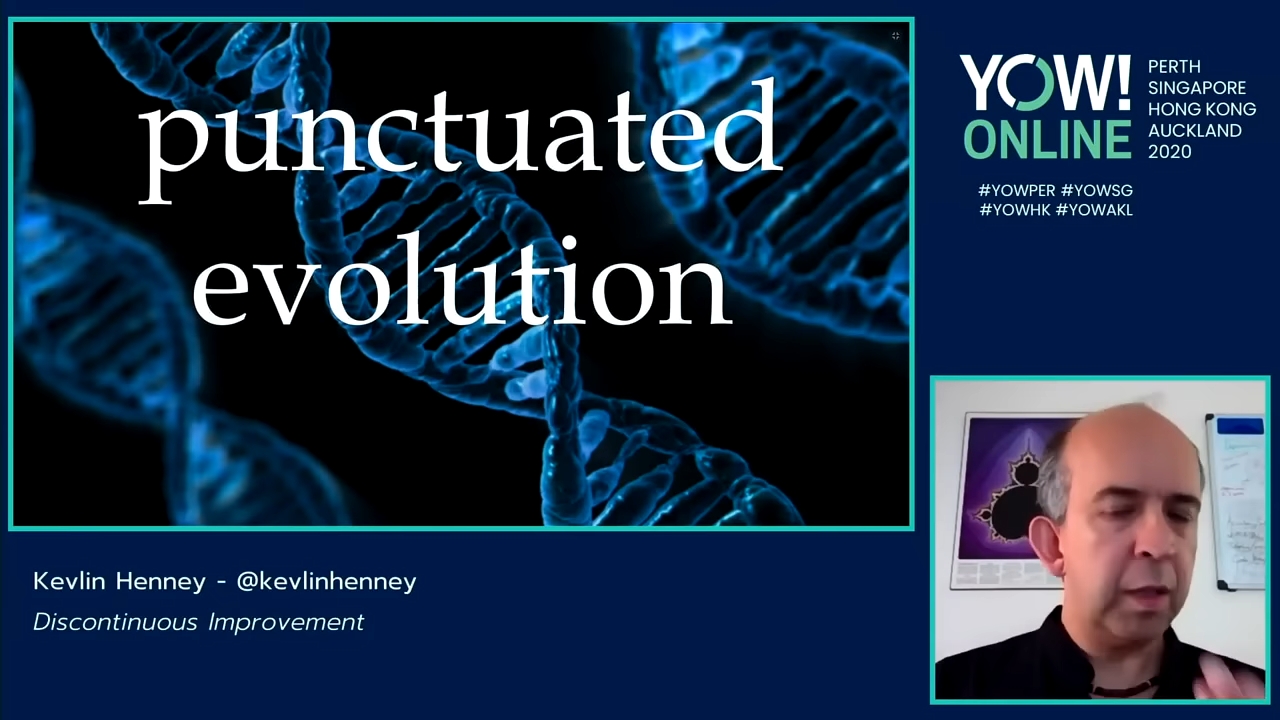 punctuated
evolution
YOW!
ONLINE
PERTH
SINGAPORE
HONG KONG
AUCKLAND
2020
#YOWPER #YOWSG
#YOWHK #YOWAKL
Kevlin Henney - @kevlinhenney
Discontinuous Improvement